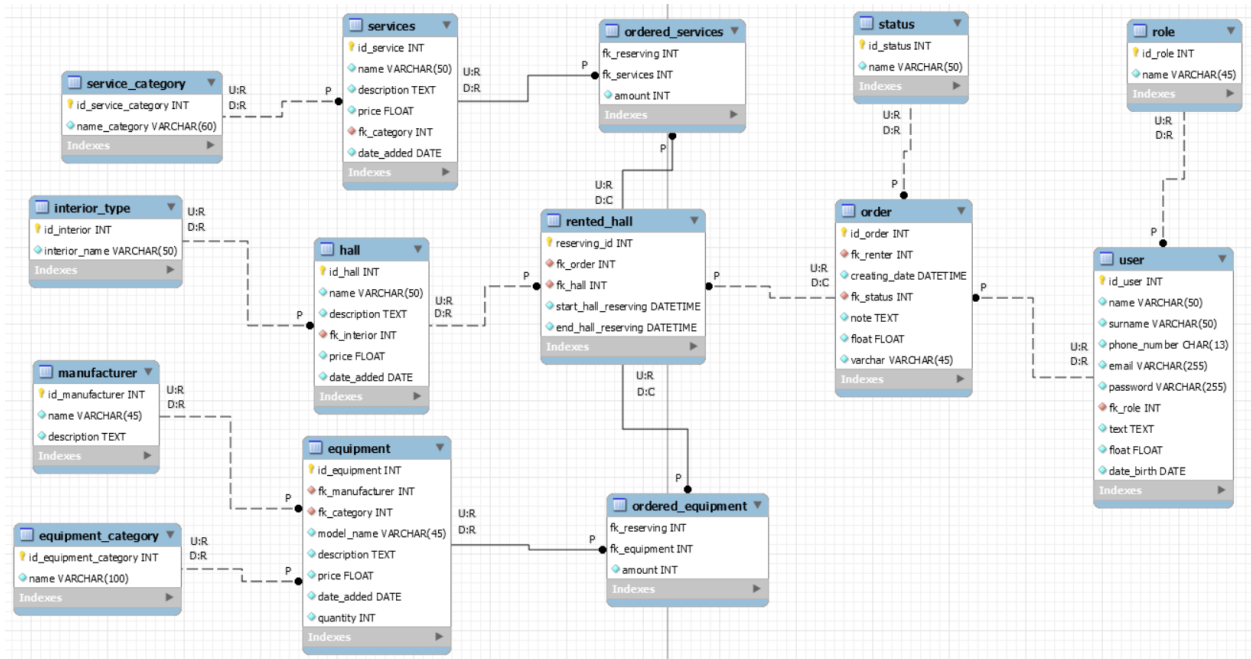 services
id_service INT
name VARCHAR(50)
description TEXT
price FLOAT
fk_category INT
date_added DATE
Indexes
ordered_services
fk_reserving INT
fk_services INT
amount INT
Indexes
status
id_status INT
name VARCHAR(50)
Indexes
role
id_role INT
name VARCHAR(45)
Indexes
service_category
id_service_category INT
name_category VARCHAR(60)
Indexes
U:R
D:R
P
U:R
D:R
P
U:R
D:R
P
U:R
D:R
P
interior_type
id_interior INT
interior_name VARCHAR(50)
Indexes
U:R
D:R
P
hall
id_hall INT
name VARCHAR(50)
description TEXT
fk_interior INT
price FLOAT
date_added DATE
Indexes
U:R
D:R
P
P
U:R
D:C
rented_hall
reserving_id INT
fk_order INT
fk_hall INT
start_hall_reserving DATETIME
end_hall_reserving DATETIME
Indexes
P
U:R
D:C
order
id_order INT
fk_renter INT
creating_date DATETIME
fk_status INT
note TEXT
float FLOAT
varchar VARCHAR(45)
Indexes
P
U:R
D:R
user
id_user INT
name VARCHAR(50)
surname VARCHAR(50)
phone_number CHAR(13)
email VARCHAR(255)
password VARCHAR(255)
fk_role INT
text TEXT
float FLOAT
date_birth DATE
Indexes
manufacturer
id_manufacturer INT
name VARCHAR(45)
description TEXT
Indexes
U:R
D:R
P
equipment_category
id_equipment_category INT
name VARCHAR(100)
Indexes
U:R
D:R
P
equipment
id_equipment INT
fk_manufacturer INT
fk_category INT
model_name VARCHAR(45)
description TEXT
price FLOAT
date_added DATE
quantity INT
Indexes
U:R
D:R
P
U:R
D:C
P
ordered_equipment
fk_reserving INT
fk_equipment INT
amount INT
Indexes